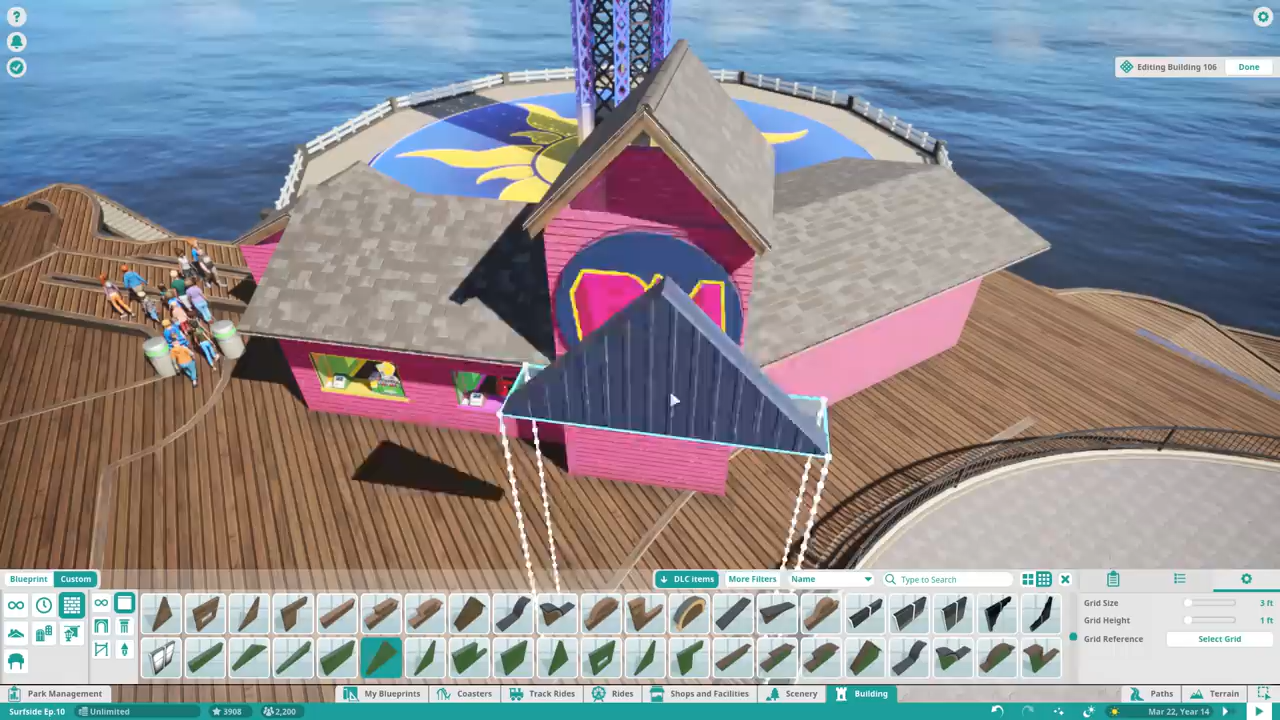 ?
Editing Building 106
Done
Blueprint
Custom
DLC items
More Filters
Name
Type to Search
Grid Size
3 ft
Grid Height
1 ft
Grid Reference
Select Grid
Park Management
My Blueprints
Coasters
Track Rides
Rides
Shops and Facilities
Scenery
Building
Paths
Terrain
Surfside Ep.10
Unlimited
3908
2,200
Mar 22, Year 14